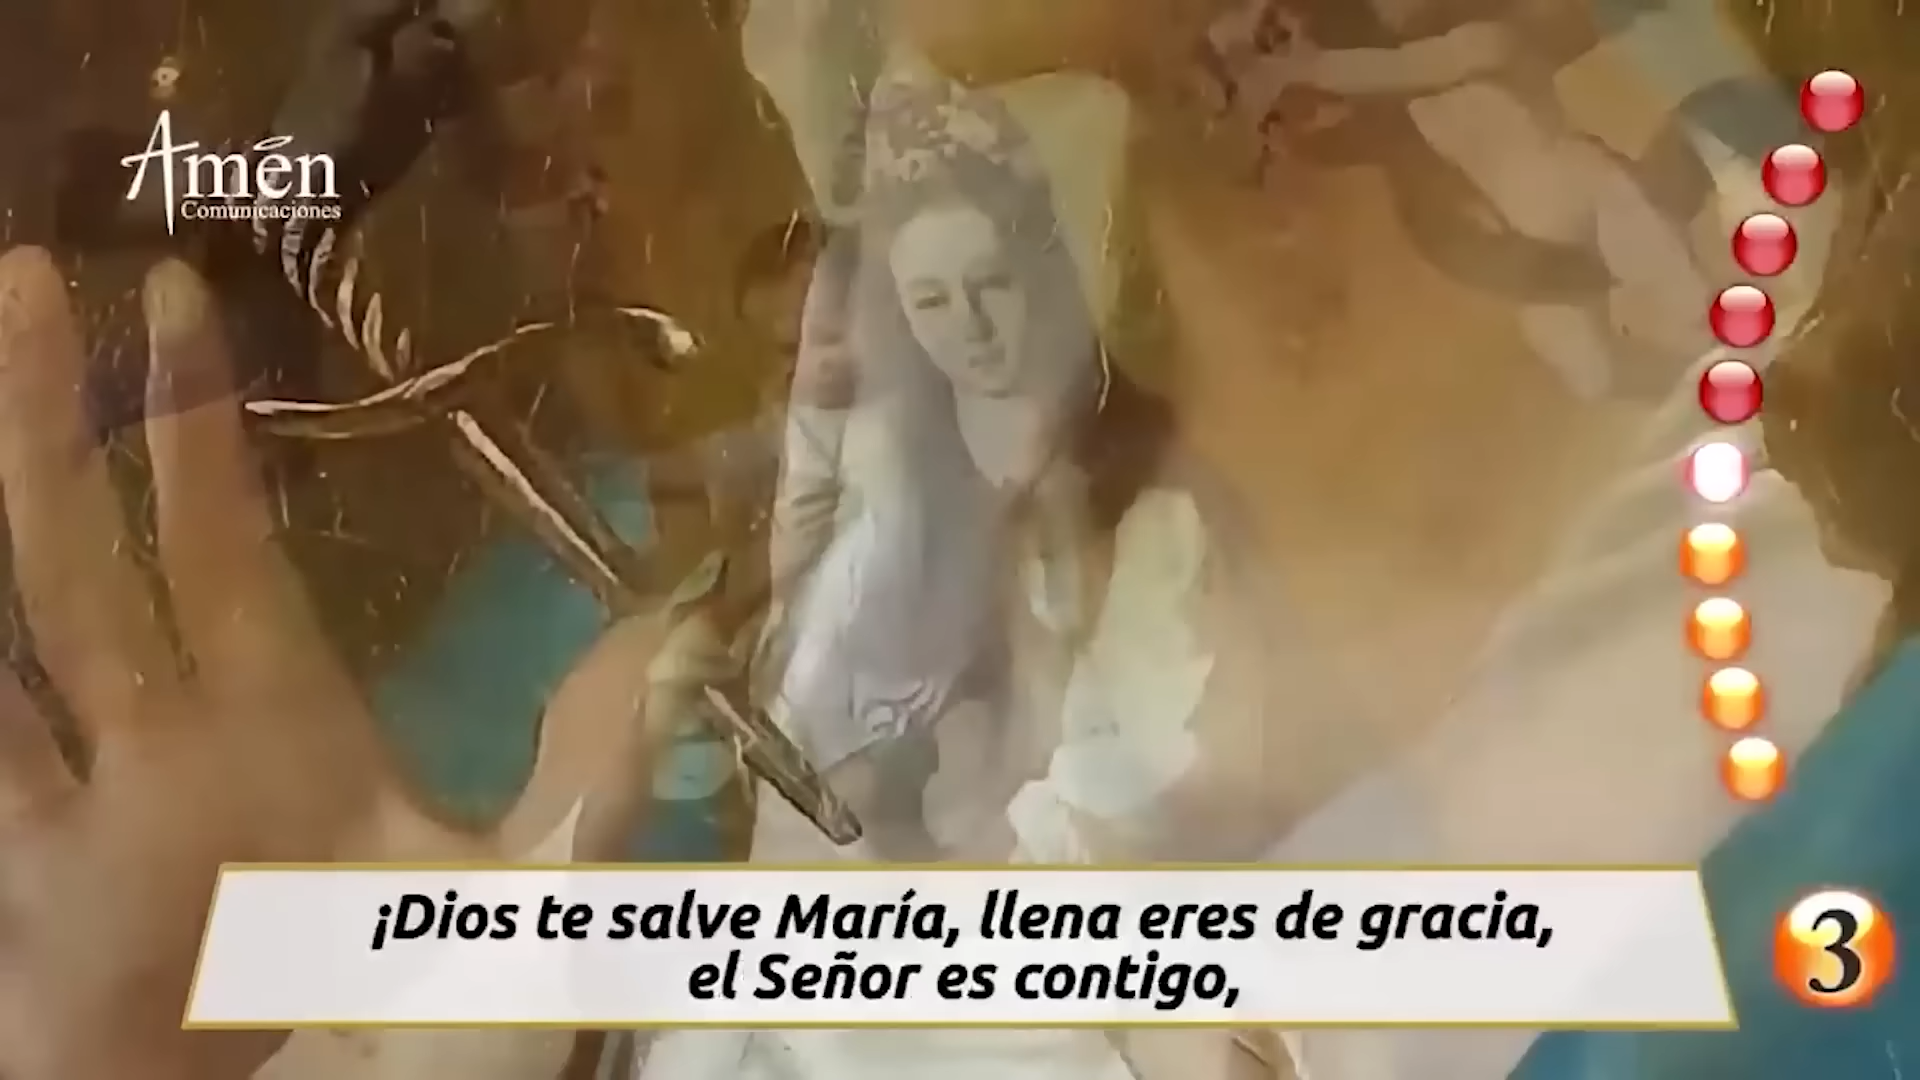 Amén
Comunicaciones
¡Dios te salve María, llena eres de gracia,
el Señor es contigo,
3